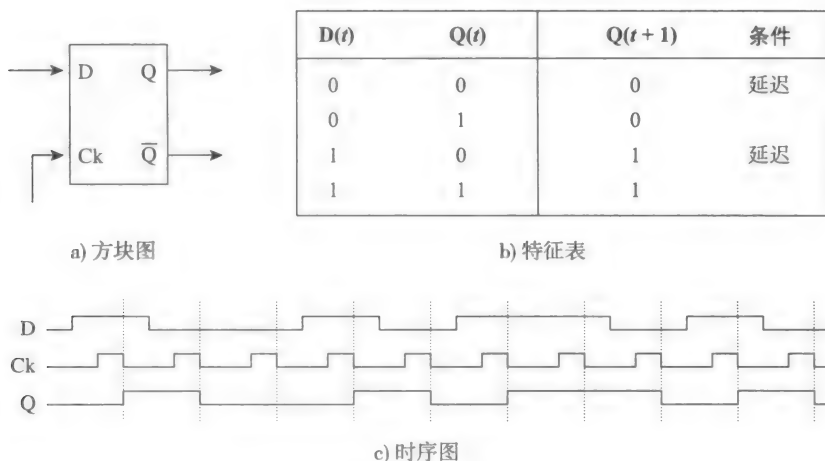 D Q
Ck Q̅
a) 方块图
D(t) Q(t) Q(t + 1) 条件
0 0 0 延迟
0 1 0
1 0 1 延迟
1 1 1
b) 特征表
D
Ck
Q
c) 时序图